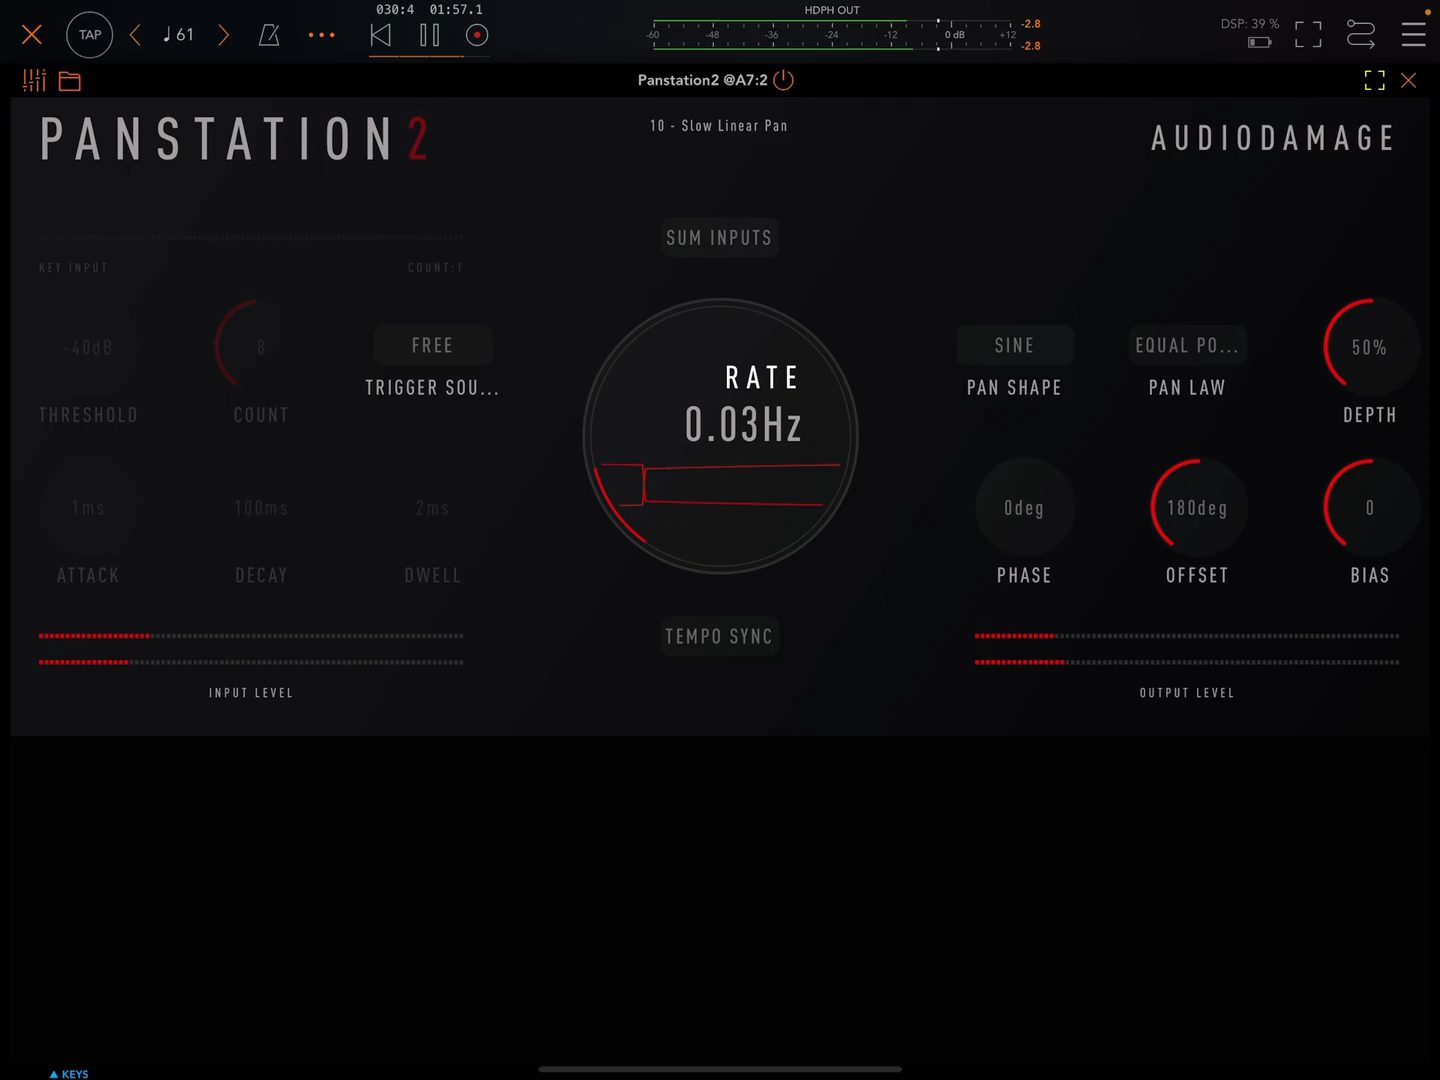 030:4 01:57.1
HDPH OUT
TAP
61
-60 -48 -36 -24 -12 0 dB +12
-2.8
-2.8
DSP: 39 %
Panstation2 @A7:2
PANSTATION2
10 - Slow Linear Pan
AUDIODAMAGE
SUM INPUTS
KEY INPUT
COUNT:1
-40dB
THRESHOLD
8
COUNT
FREE
TRIGGER SOU...
RATE
0.03Hz
SINE
PAN SHAPE
EQUAL PO...
PAN LAW
50%
DEPTH
1ms
ATTACK
100ms
DECAY
2ms
DWELL
0deg
PHASE
180deg
OFFSET
0
BIAS
TEMPO SYNC
INPUT LEVEL
OUTPUT LEVEL
KEYS